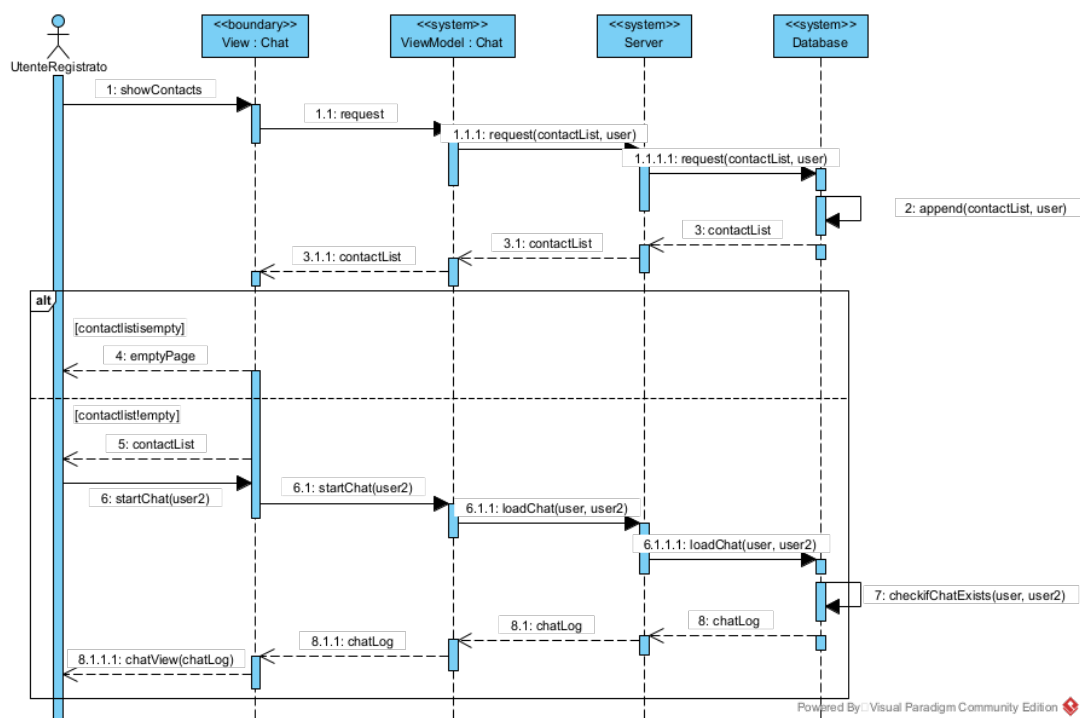 <<boundary>>
View : Chat
<<system>>
ViewModel : Chat
<<system>>
Server
<<system>>
Database
UtenteRegistrato
1: showContacts
1.1: request
1.1.1: request(contactList, user)
1.1.1.1: request(contactList, user)
2: append(contactList, user)
3: contactList
3.1: contactList
3.1.1: contactList
alt
[contactlistisempty]
4: emptyPage
[contactlist!empty]
5: contactList
6: startChat(user2)
6.1: startChat(user2)
6.1.1: loadChat(user, user2)
6.1.1.1: loadChat(user, user2)
7: checkifChatExists(user, user2)
8: chatLog
8.1: chatLog
8.1.1: chatLog
8.1.1.1: chatView(chatLog)
Powered By Visual Paradigm Community Edition